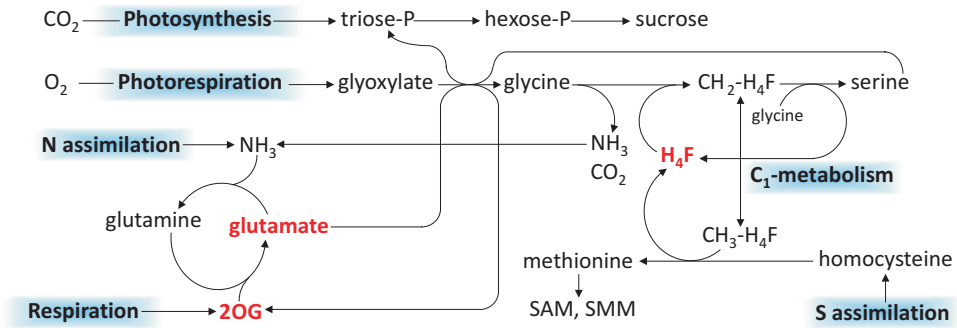 CO₂ Photosynthesis triose-P hexose-P sucrose
O₂ Photorespiration glyoxylate glycine CH₂-H₄F serine
glycine
N assimilation NH₃ NH₃ H₄F
CO₂ C₁-metabolism
glutamine glutamate
CH₃-H₄F
methionine homocysteine
Respiration 2OG SAM, SMM S assimilation